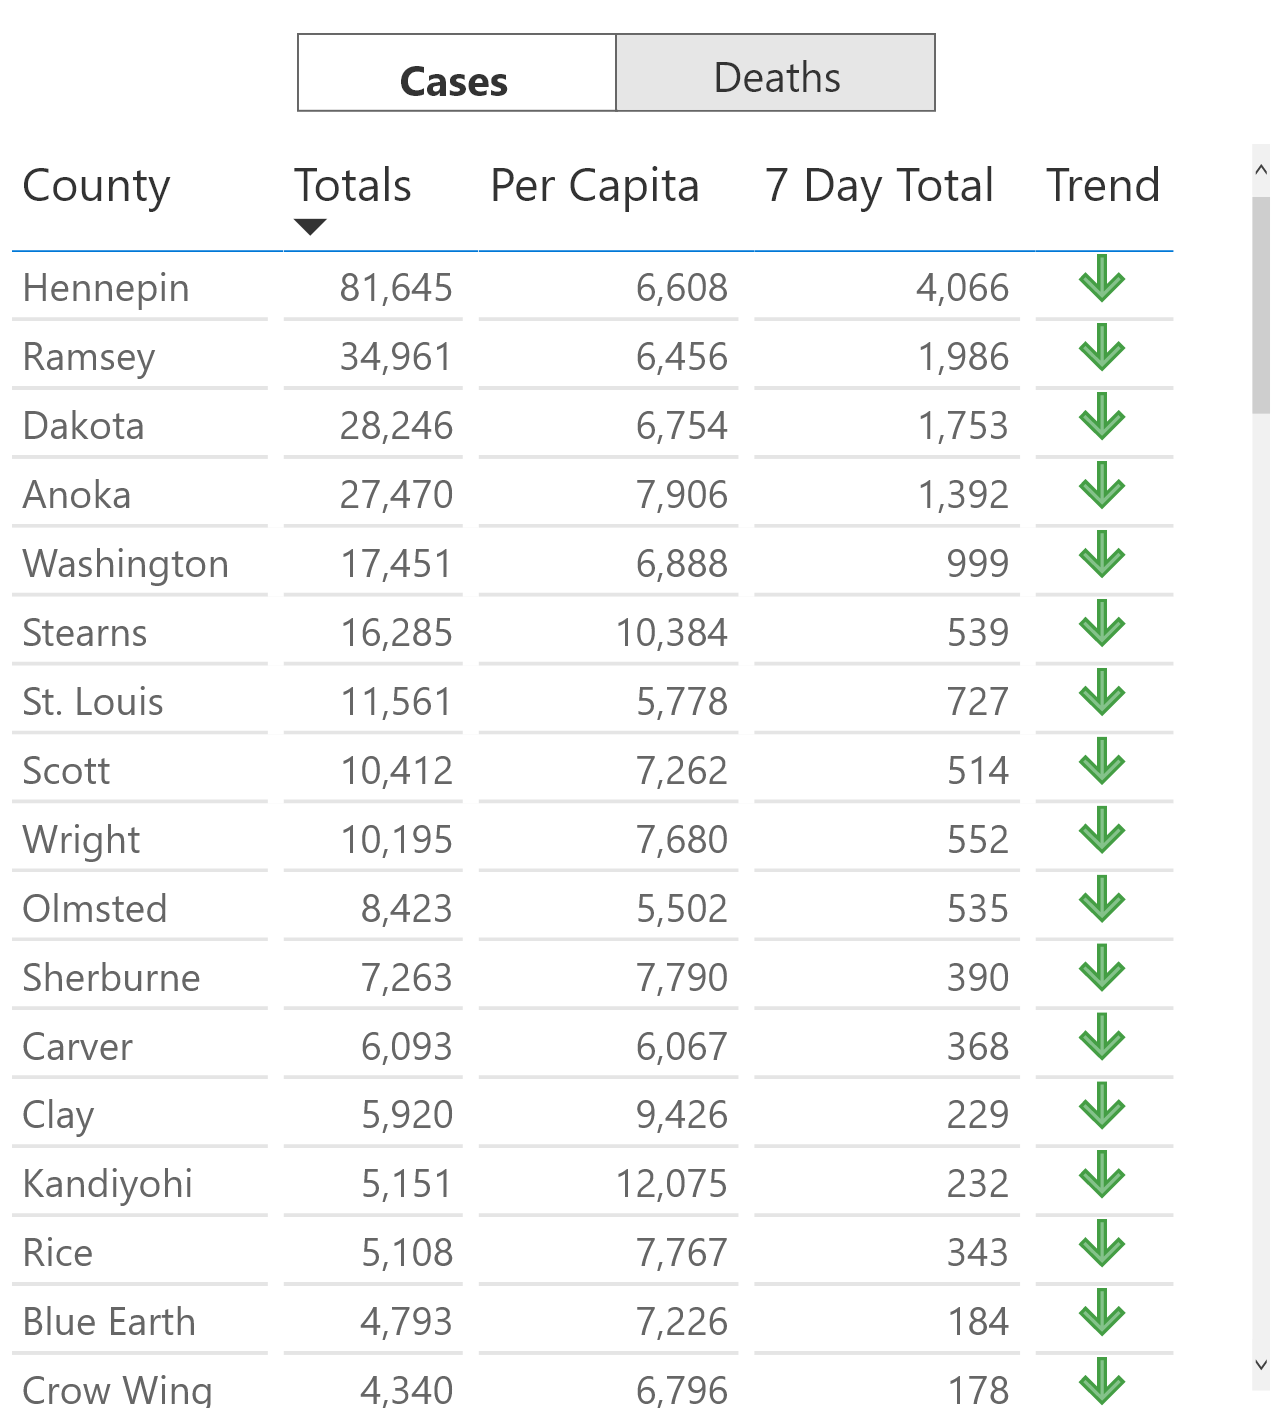 Cases Deaths
County Totals Per Capita 7 Day Total Trend
Hennepin 81,645 6,608 4,066
Ramsey 34,961 6,456 1,986
Dakota 28,246 6,754 1,753
Anoka 27,470 7,906 1,392
Washington 17,451 6,888 999
Stearns 16,285 10,384 539
St. Louis 11,561 5,778 727
Scott 10,412 7,262 514
Wright 10,195 7,680 552
Olmsted 8,423 5,502 535
Sherburne 7,263 7,790 390
Carver 6,093 6,067 368
Clay 5,920 9,426 229
Kandiyohi 5,151 12,075 232
Rice 5,108 7,767 343
Blue Earth 4,793 7,226 184
Crow Wing 4,340 6,796 178